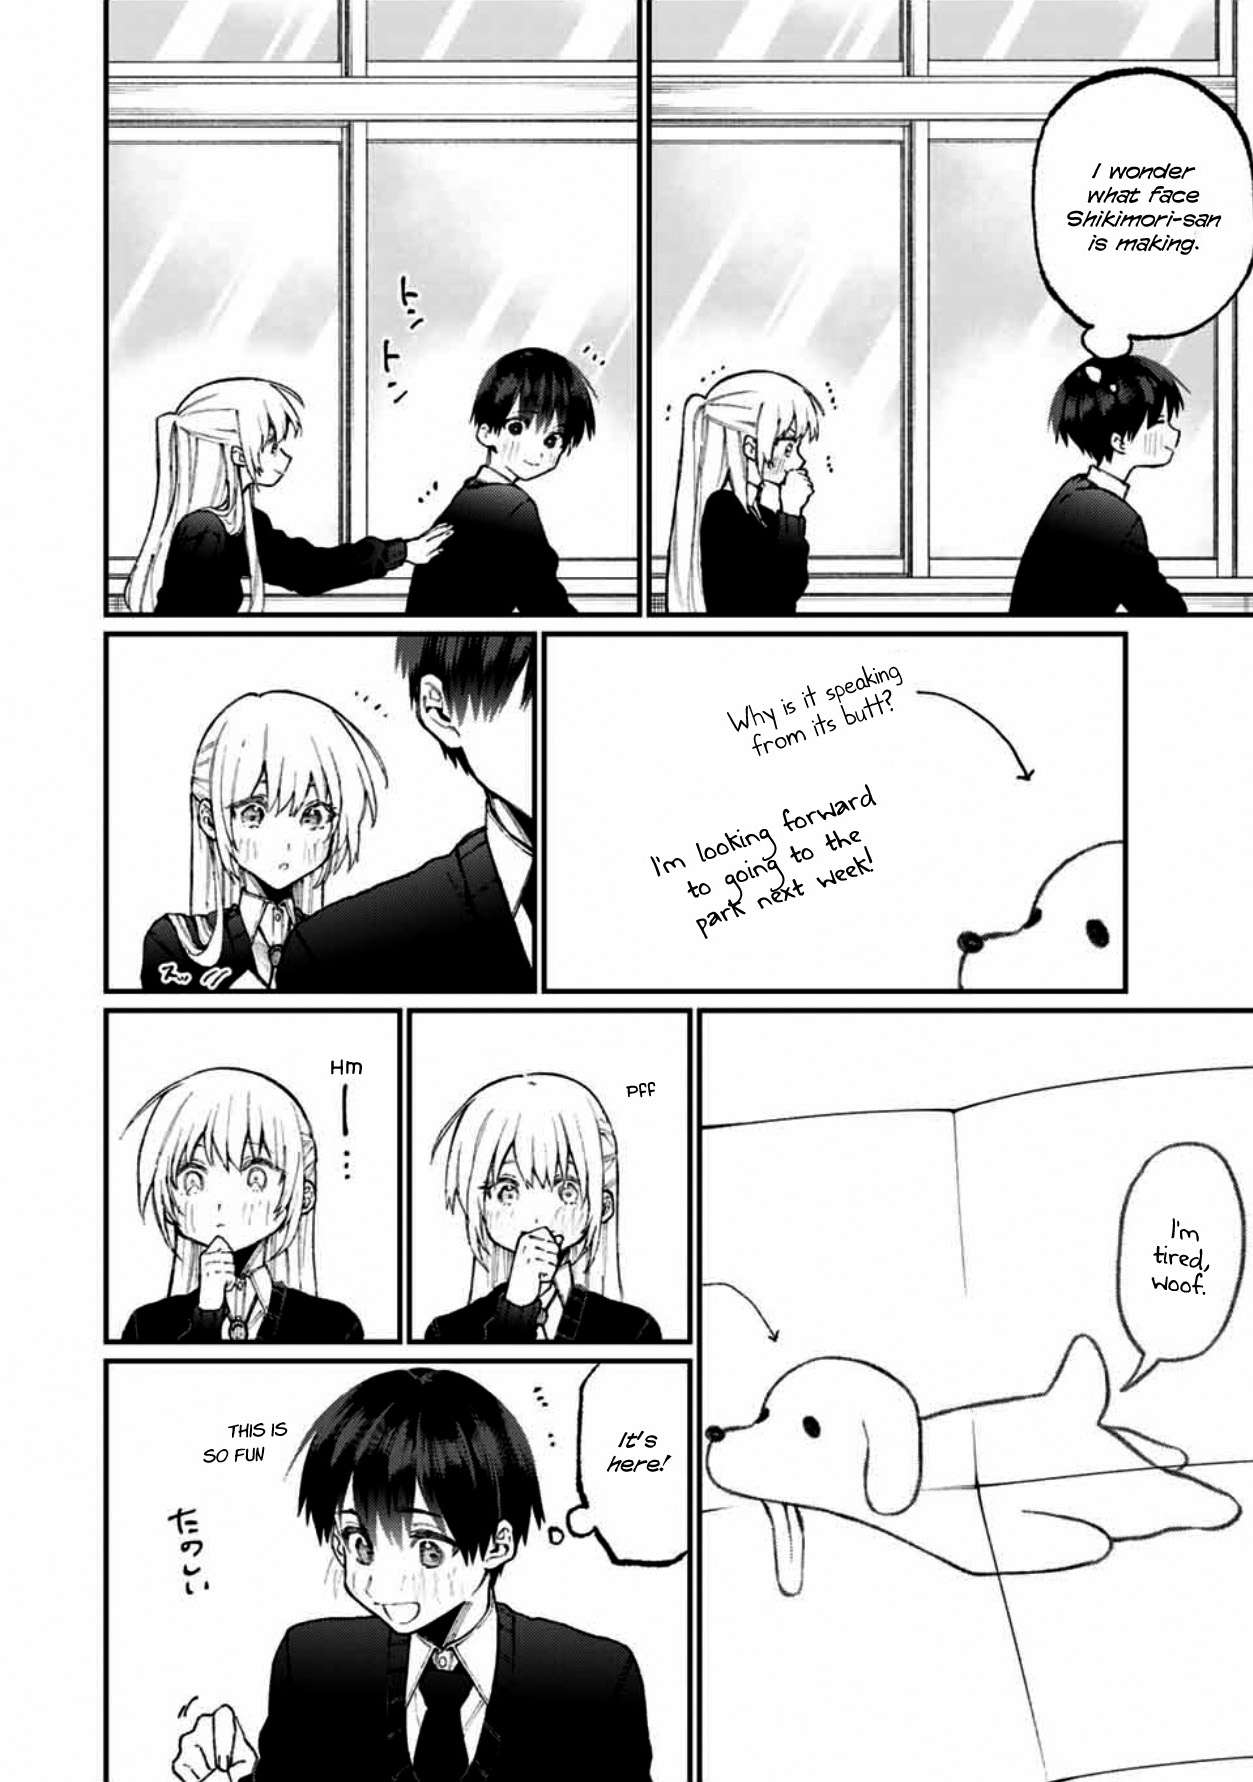 I wonder
what face
Shikimori-san
is making.
トン
トン
Why is it speaking
from its butt?
I'm looking forward
to going to the
park next week!
I'm
tired,
woof.
Pff
Hm
It's
here!
THIS IS
SO FUN
たのしい